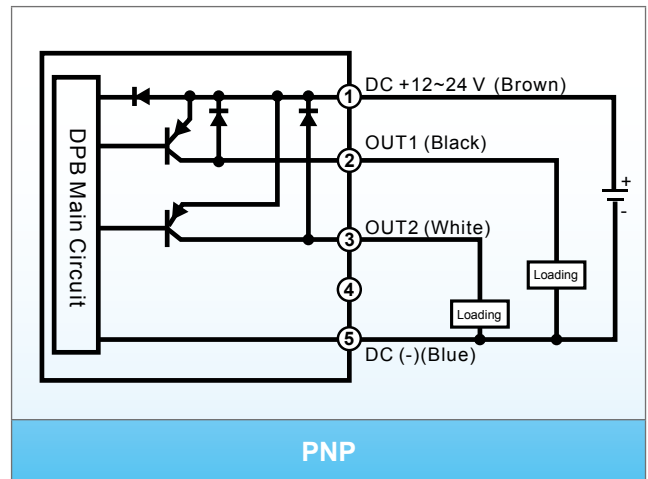 DC +12~24 V (Brown)
1
OUT1 (Black)
2
DPB Main Circuit
+
-
OUT2 (White)
3
Loading
4
Loading
5
DC (-)(Blue)
PNP